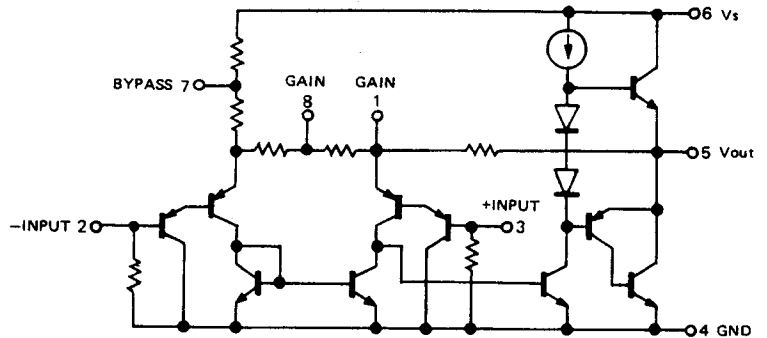 6 Vs
BYPASS 7
GAIN
8
GAIN
1
5 Vout
−INPUT 2
+INPUT
3
4 GND